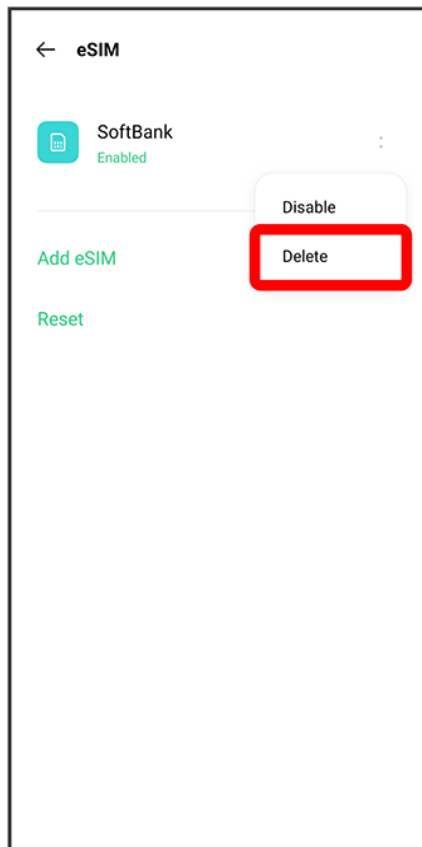 eSIM
SoftBank
Enabled
Disable
Delete
Add eSIM
Reset